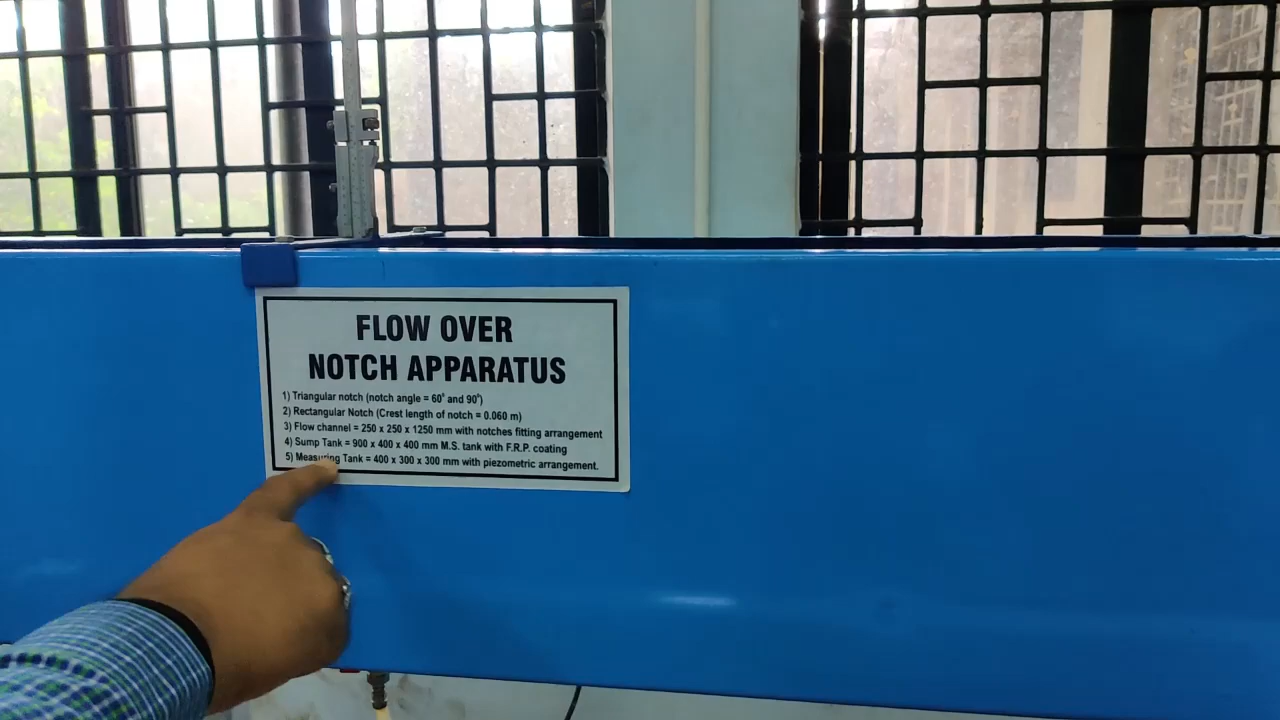 FLOW OVER
NOTCH APPARATUS
1) Triangular notch (notch angle = 60° and 90°)
2) Rectangular Notch (Crest length of notch = 0.060 m)
3) Flow channel = 250 x 250 x 1250 mm with notches fitting arrangement
4) Sump Tank = 900 x 400 x 400 mm M.S. tank with F.R.P. coating
5) Measuring Tank = 400 x 300 x 300 mm with piezometric arrangement.